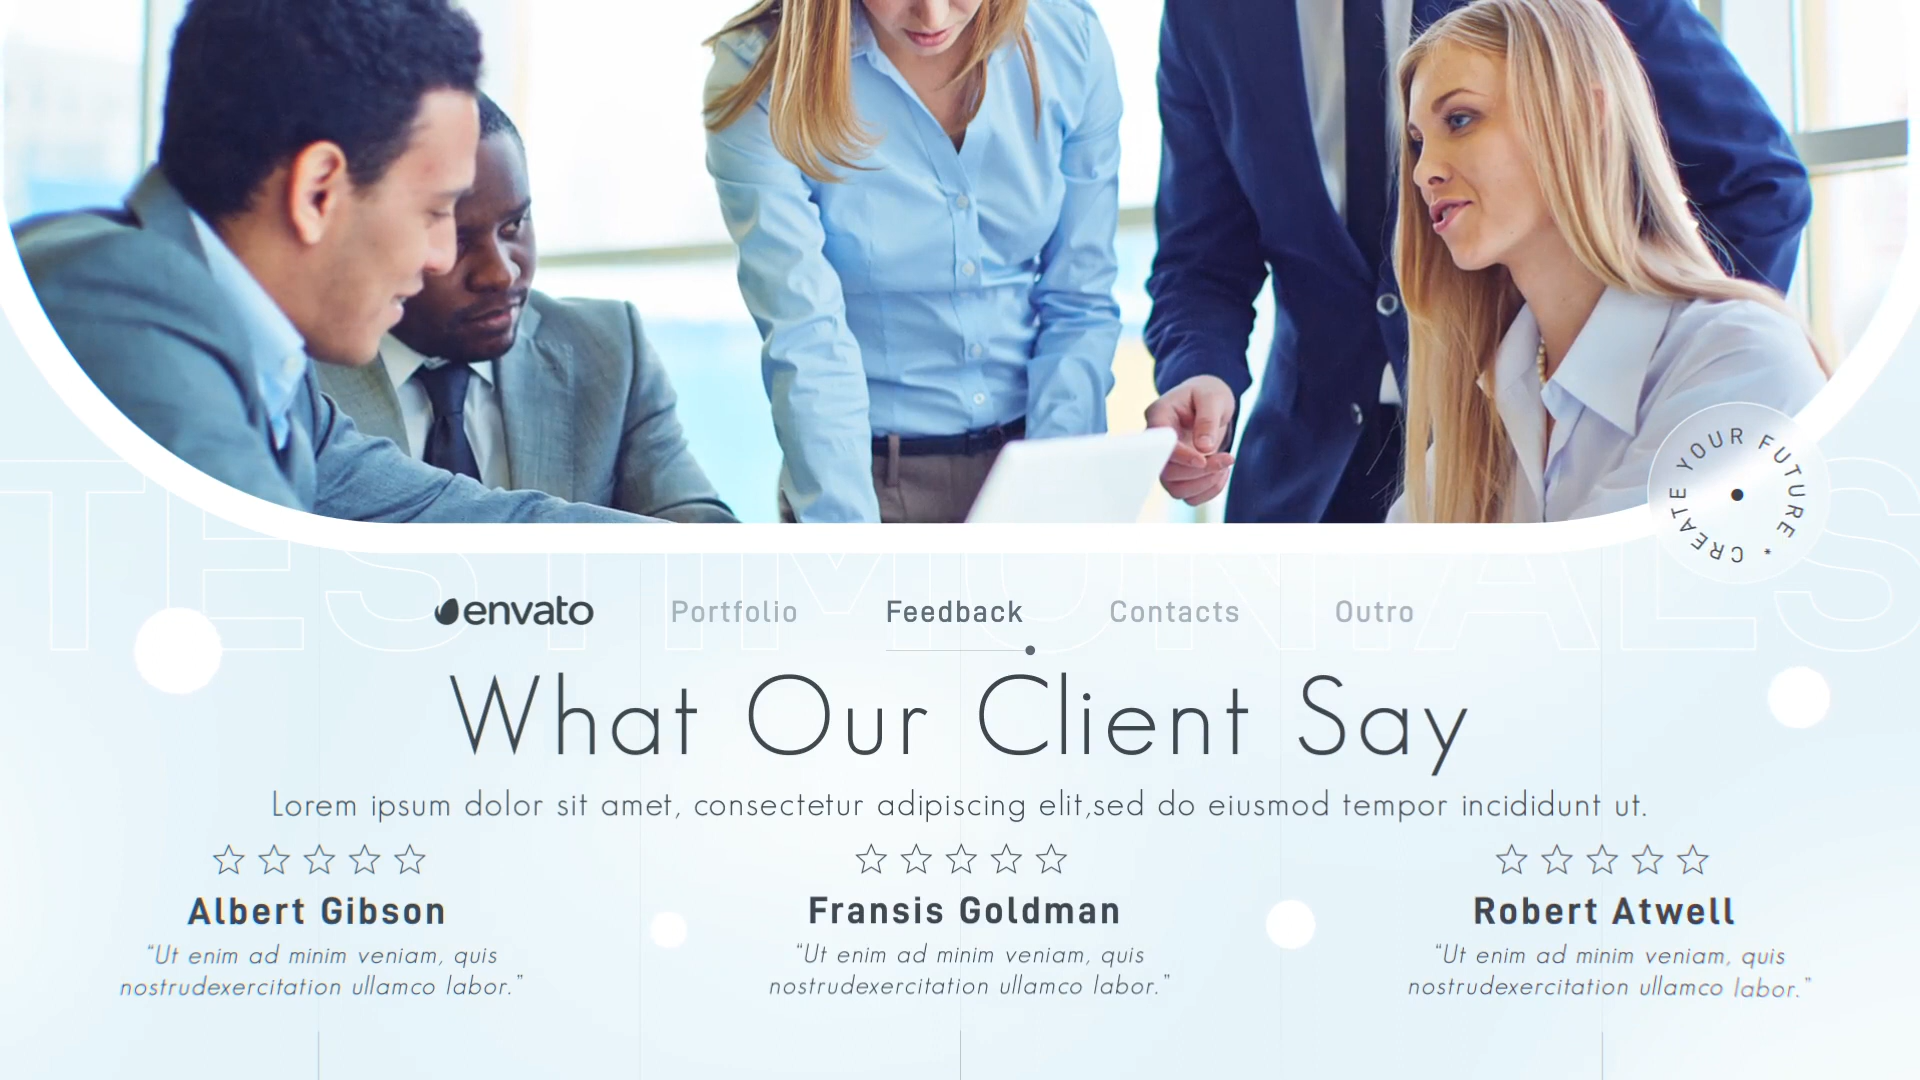 CREATE YOUR FUTURE *
TESTIMONIALS
envato Portfolio Feedback Contacts Outro
What Our Client Say
Lorem ipsum dolor sit amet, consectetur adipiscing elit,sed do eiusmod tempor incididunt ut.
Albert Gibson
“Ut enim ad minim veniam, quis
nostrudexercitation ullamco labor.”
Fransis Goldman
“Ut enim ad minim veniam, quis
nostrudexercitation ullamco labor.”
Robert Atwell
“Ut enim ad minim veniam, quis
nostrudexercitation ullamco labor.”